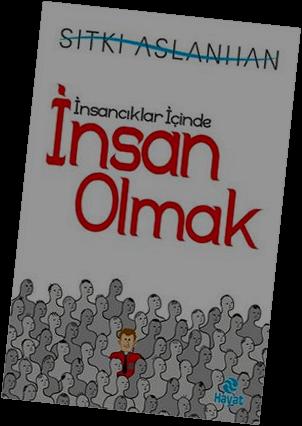 SITKI ASLANHAN
İnsancıklar İçinde
İnsan
Olmak
Hayat